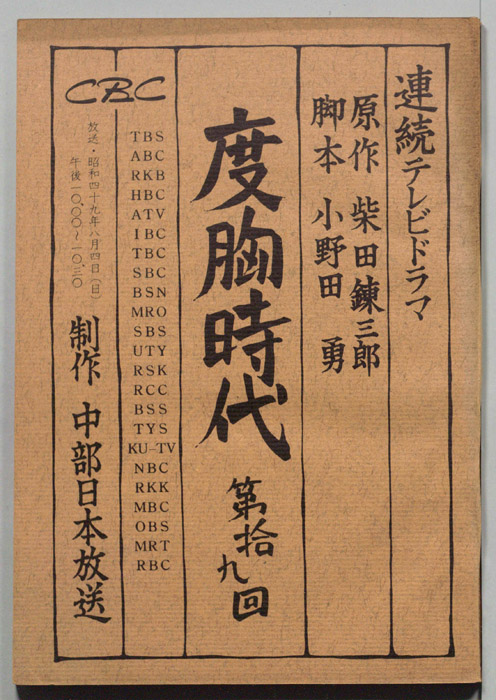 連続テレビドラマ
原作 柴田錬三郎
脚本 小野田 勇
度胸時代 第拾九回
TBS
ABC
RKB
HBC
ATV
IBC
TBC
SBC
BSN
MRO
SBS
UTY
RSK
RCC
BSS
TYS
KU-TV
NBC
RKK
MBC
OBS
MRT
RBC
CBC
放送・昭和四十九年八月四日(日)
午後一〇.〇〇〜一〇.三〇
制作 中部日本放送